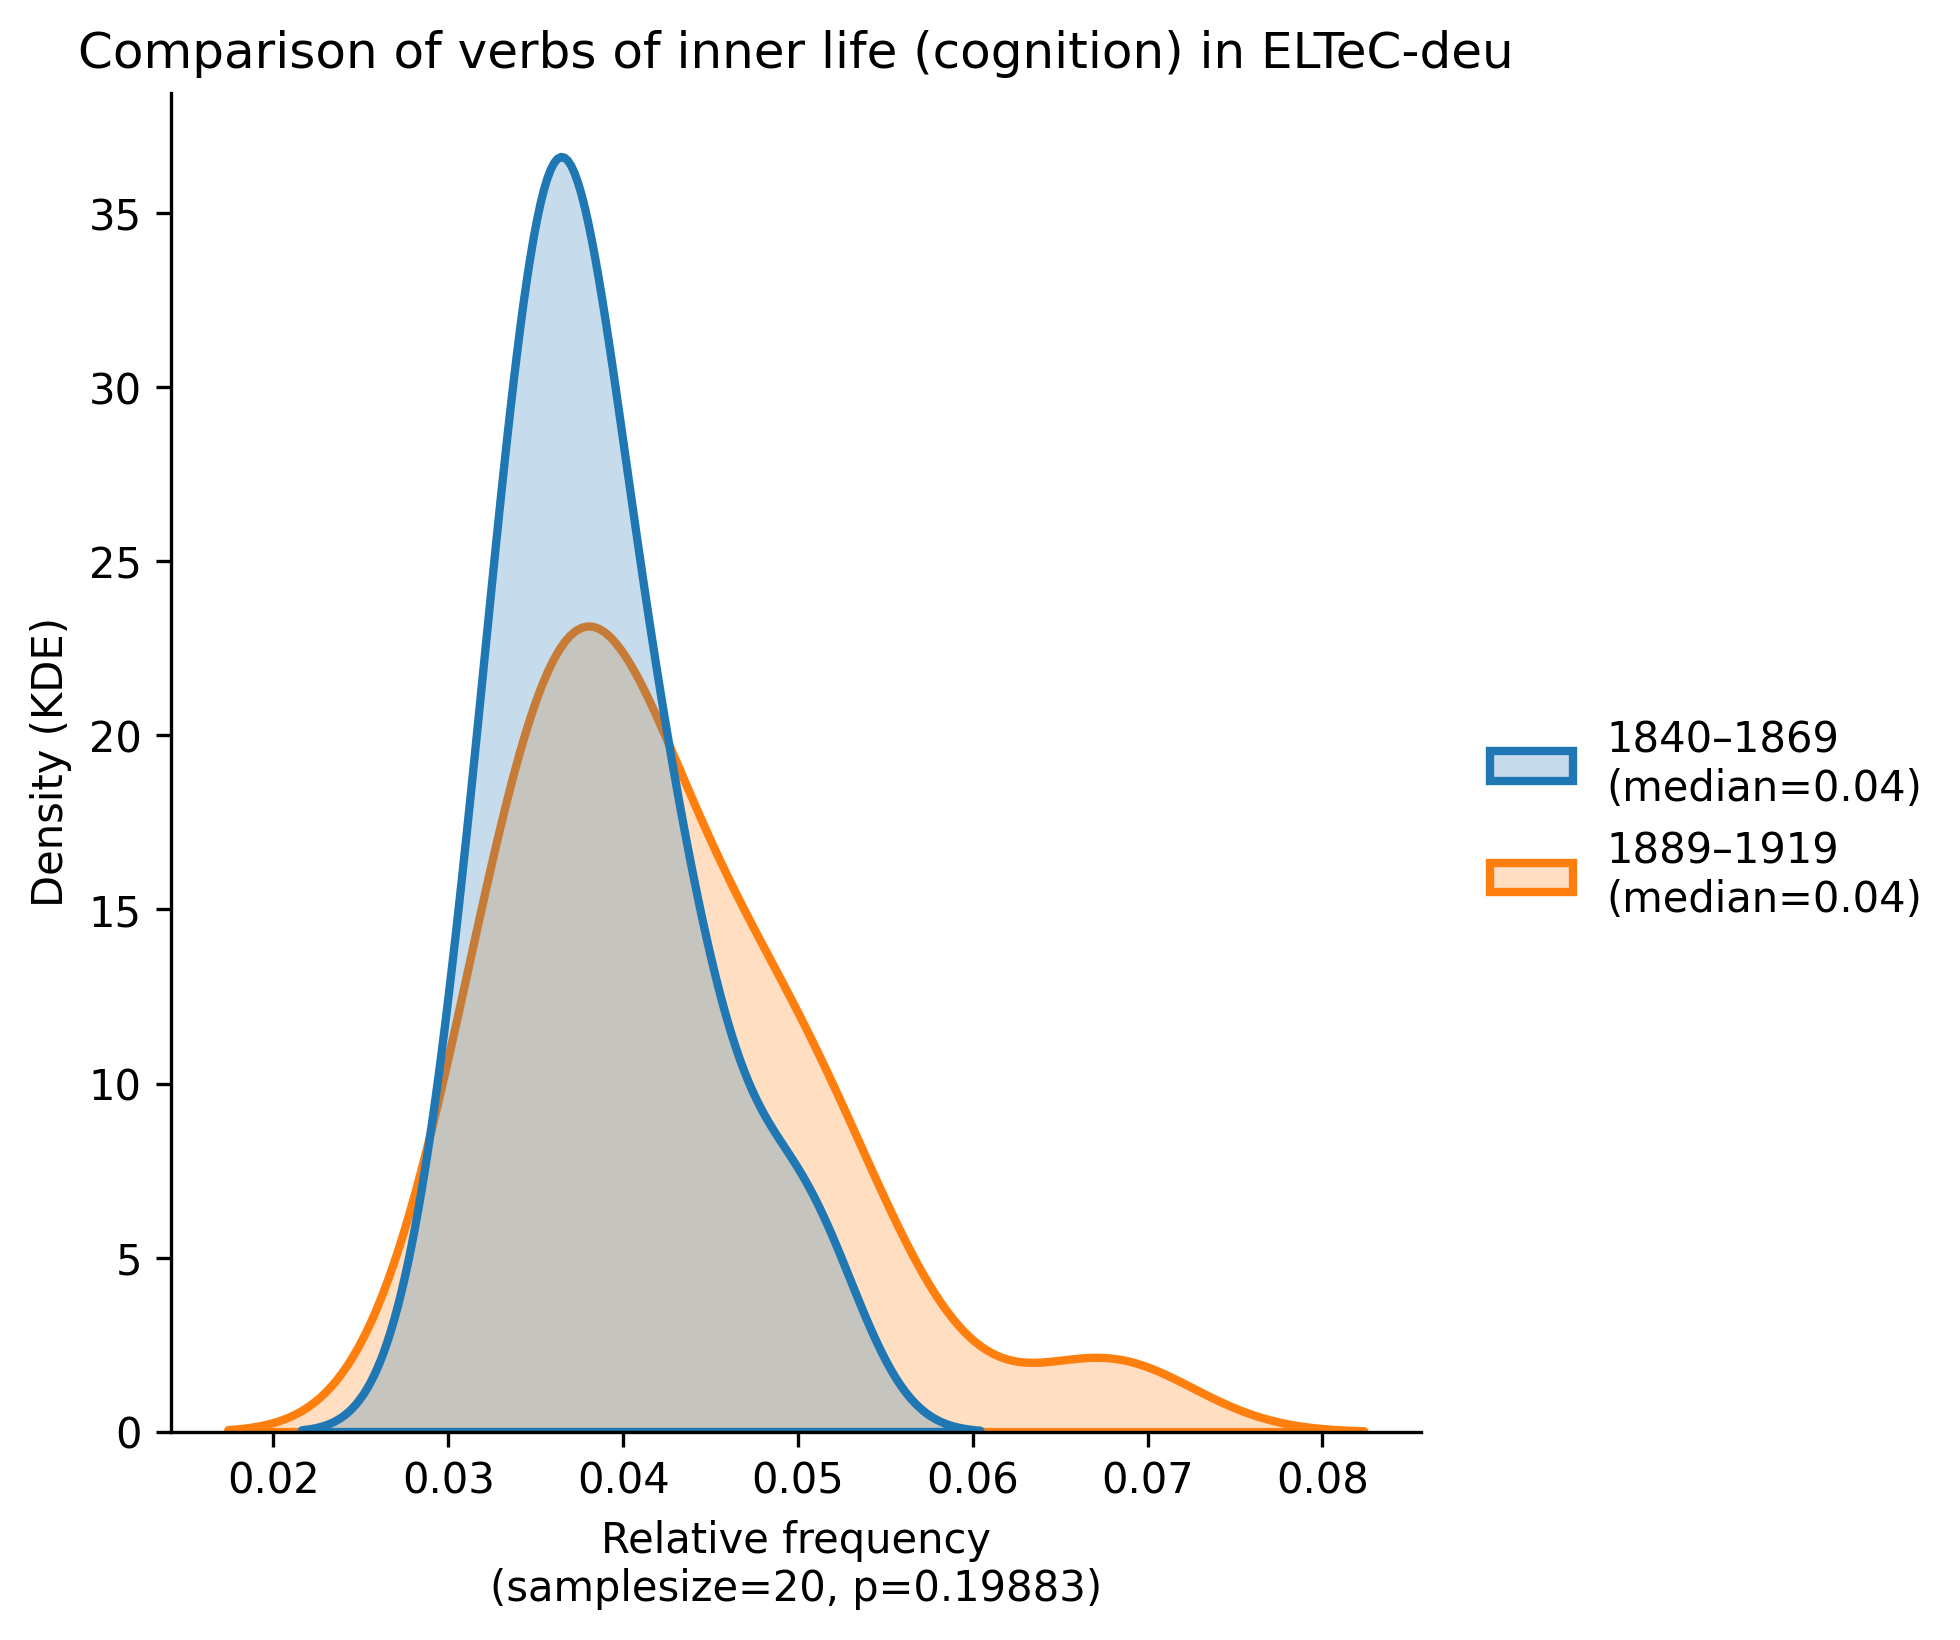 Comparison of verbs of inner life (cognition) in ELTeC-deu
Density (KDE)
35
30
25
20
15
10
5
0
0.02 0.03 0.04 0.05 0.06 0.07 0.08
Relative frequency
(samplesize=20, p=0.19883)
1840–1869
(median=0.04)
1889–1919
(median=0.04)